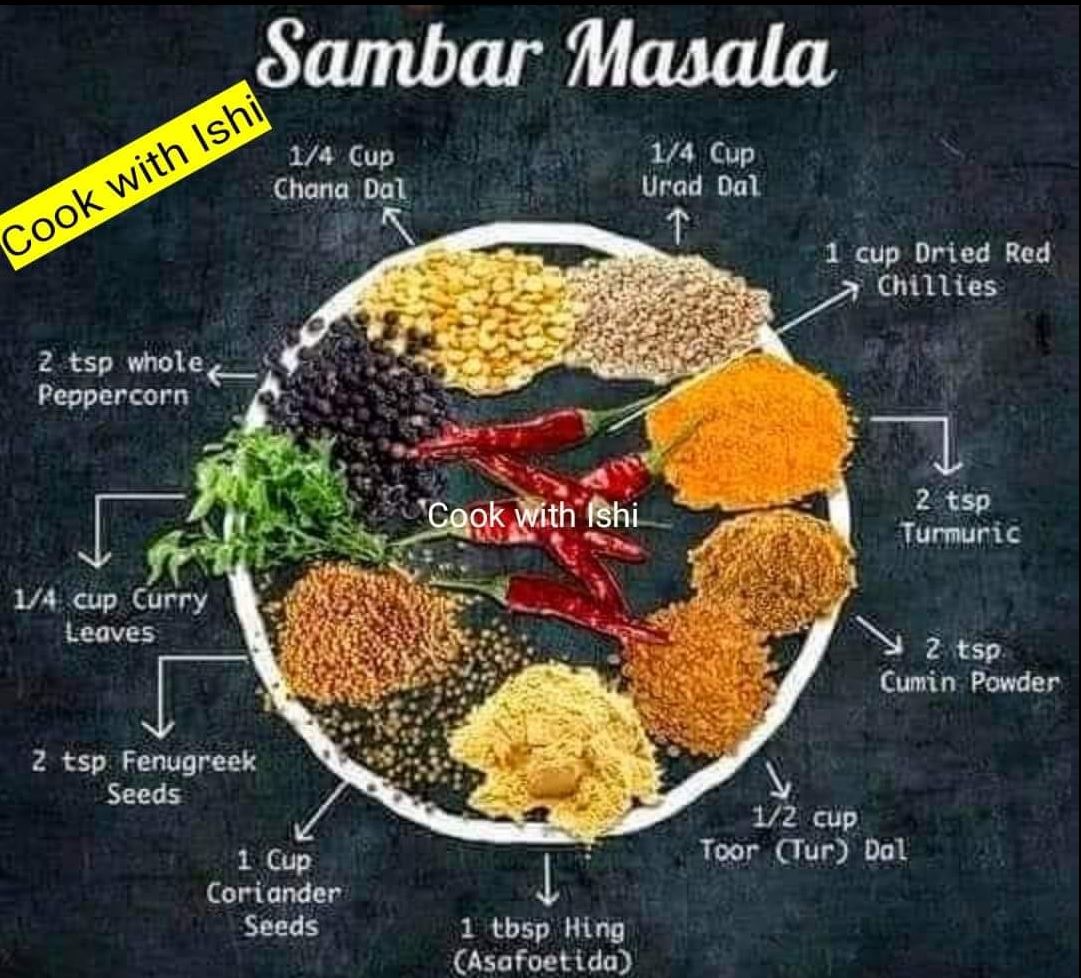 Sambar Masala
Cook with Ishi
1/4 Cup
Chana Dal
1/4 Cup
Urad Dal
1 cup Dried Red
Chillies
2 tsp whole
Peppercorn
2 tsp
Turmuric
Cook with Ishi
1/4 cup Curry
Leaves
2 tsp
Cumin Powder
2 tsp Fenugreek
Seeds
1/2 cup
Toor (Tur) Dal
1 Cup
Coriander
Seeds
1 tbsp Hing
(Asafoetida)